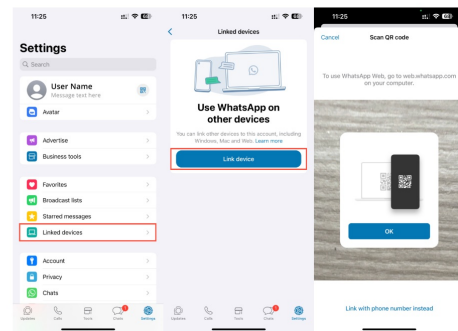 11:25
Settings
Search
User Name
Message text here
Avatar
Advertise
Business tools
Favorites
Broadcast lists
Starred messages
Linked devices
Account
Privacy
Chats
Updates
Calls
Tools
Chats
Settings
11:25
Linked devices
Use WhatsApp on
other devices
You can link other devices to this account, including
Windows, Mac and Web. Learn more
Link device
Updates
Calls
Tools
Chats
Settings
11:25
Cancel
Scan QR code
To use WhatsApp Web, go to web.whatsapp.com
on your computer.
OK
Link with phone number instead